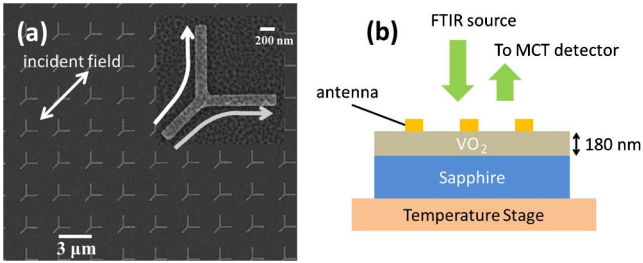 (a)
incident field
200 nm
3 µm
(b)
FTIR source
To MCT detector
antenna
VO₂
180 nm
Sapphire
Temperature Stage